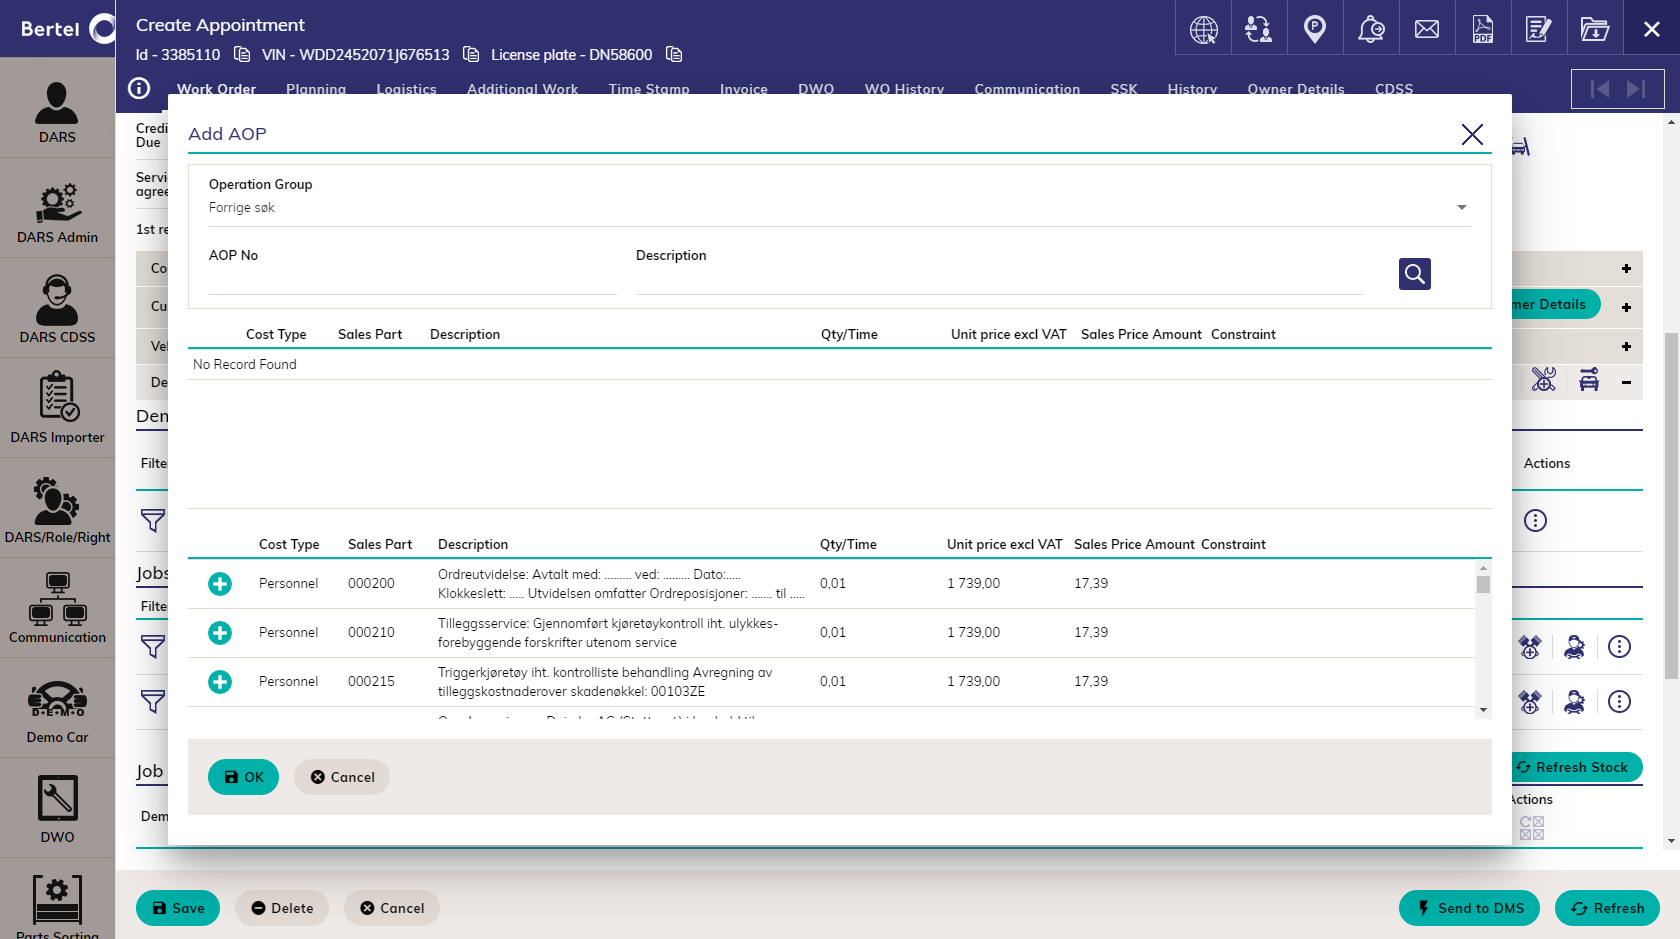 Bertel
Create Appointment
Id - 3385110 VIN - WDD2452071J676513 License plate - DN58600
Work Order Planning Logistics Additional Work Time Stamp Invoice DWO WO History Communication SSK History Owner Details CDSS
PDF
DARS
DARS Admin
DARS CDSS
DARS Importer
DARS/Role/Right
Communication
D·E·M·O
Demo Car
DWO
Parts Sorting
Credi
Due
Servi
agree
1st re
Co
Cu
Vel
De
Den
Filte
Jobs
Filte
Job
Dem
Add AOP
Operation Group
Forrige søk
AOP No Description
Cost Type Sales Part Description Qty/Time Unit price excl VAT Sales Price Amount Constraint
No Record Found
Cost Type Sales Part Description Qty/Time Unit price excl VAT Sales Price Amount Constraint
Personnel 000200 Ordreutvidelse: Avtalt med: ......... ved: ......... Dato:..... 0,01 1 739,00 17,39
Klokkeslett: ..... Utvidelsen omfatter Ordreposisjoner: ....... til .....
Personnel 000210 Tilleggsservice: Gjennomført kjøretøykontroll iht. ulykkes- 0,01 1 739,00 17,39
forebyggende forskrifter utenom service
Personnel 000215 Triggerkjøretøy iht. kontrolliste behandling Avregning av 0,01 1 739,00 17,39
tilleggskostnaderover skadenøkkel: 00103ZE
OK Cancel
mer Details
Actions
Refresh Stock
Actions
Save Delete Cancel Send to DMS Refresh